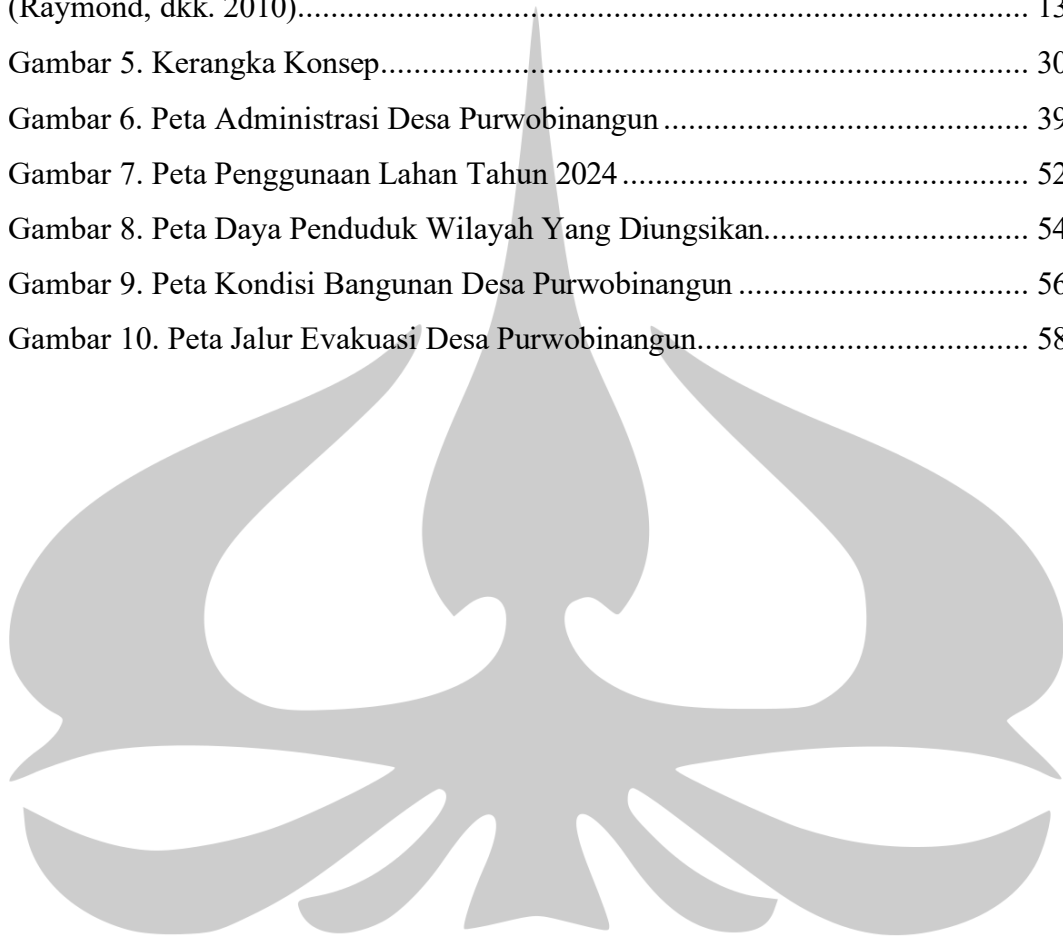 (Raymond, dkk. 2010)..................................................................................... 13
Gambar 5. Kerangka Konsep........................................................................... 30
Gambar 6. Peta Administrasi Desa Purwobinangun........................................ 39
Gambar 7. Peta Penggunaan Lahan Tahun 2024............................................. 52
Gambar 8. Peta Daya Penduduk Wilayah Yang Diungsikan........................... 54
Gambar 9. Peta Kondisi Bangunan Desa Purwobinangun............................... 56
Gambar 10. Peta Jalur Evakuasi Desa Purwobinangun.................................... 58